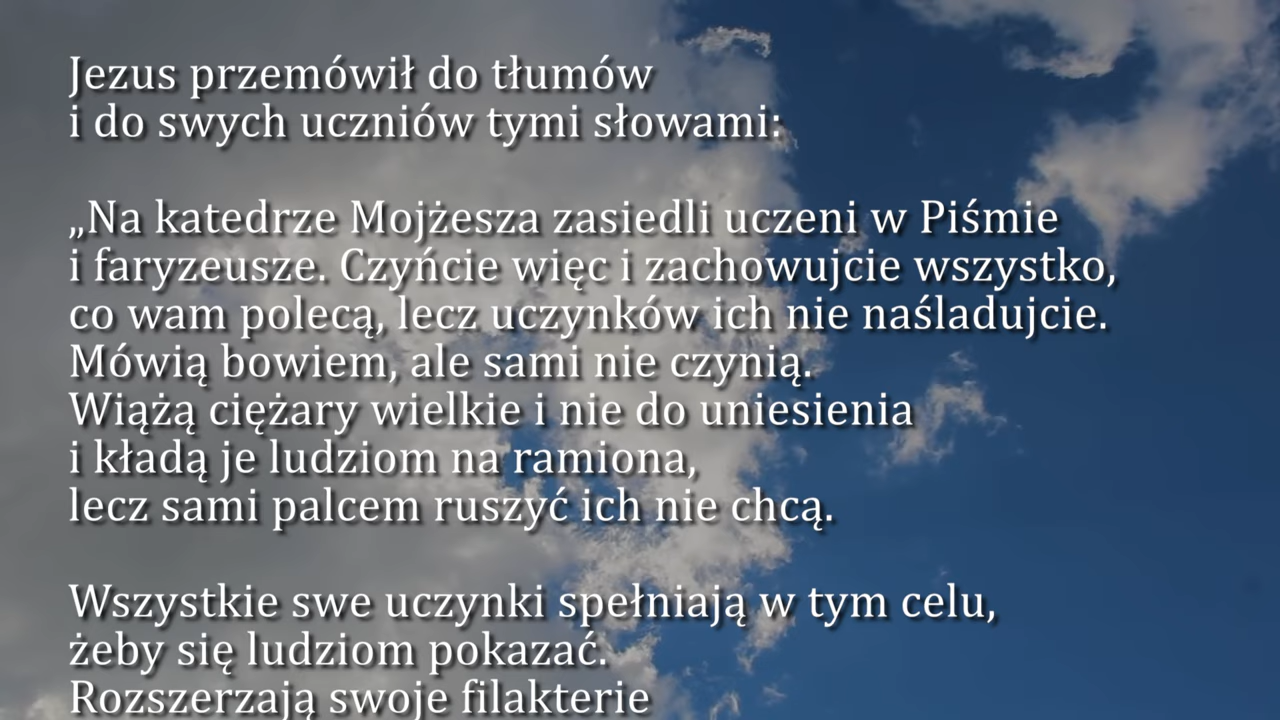 Jezus przemówił do tłumów
i do swych uczniów tymi słowami:
„Na katedrze Mojżesza zasiedli uczeni w Piśmie
i faryzeusze. Czyńcie więc i zachowujcie wszystko,
co wam polecą, lecz uczynków ich nie naśladujcie.
Mówią bowiem, ale sami nie czynią.
Wiążą ciężary wielkie i nie do uniesienia
i kładą je ludziom na ramiona,
lecz sami palcem ruszyć ich nie chcą.
Wszystkie swe uczynki spełniają w tym celu,
żeby się ludziom pokazać.
Rozszerzają swoje filakterie